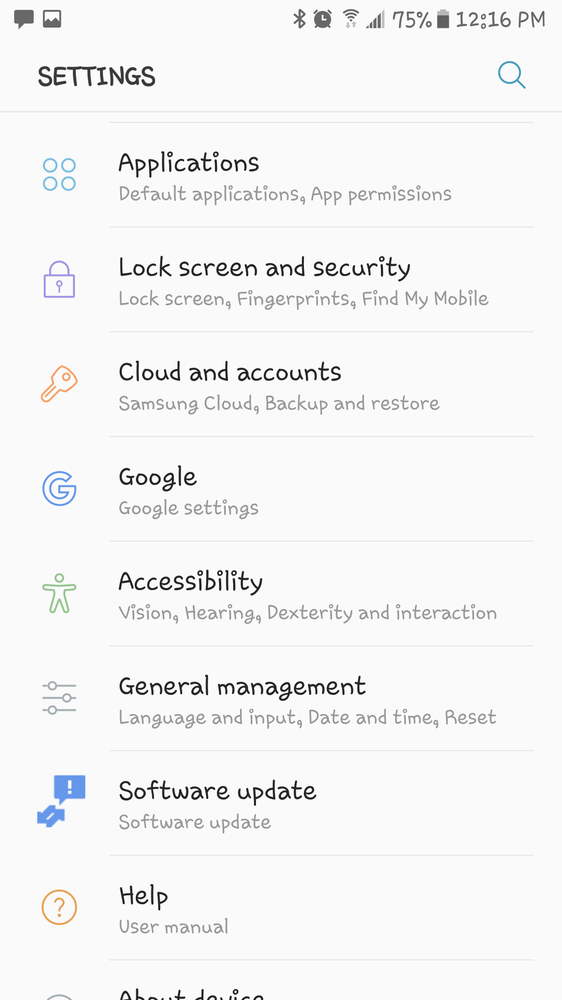 75% 12:16 PM
SETTINGS
Applications
Default applications, App permissions
Lock screen and security
Lock screen, Fingerprints, Find My Mobile
Cloud and accounts
Samsung Cloud, Backup and restore
Google
Google settings
Accessibility
Vision, Hearing, Dexterity and interaction
General management
Language and input, Date and time, Reset
Software update
Software update
Help
User manual
About device